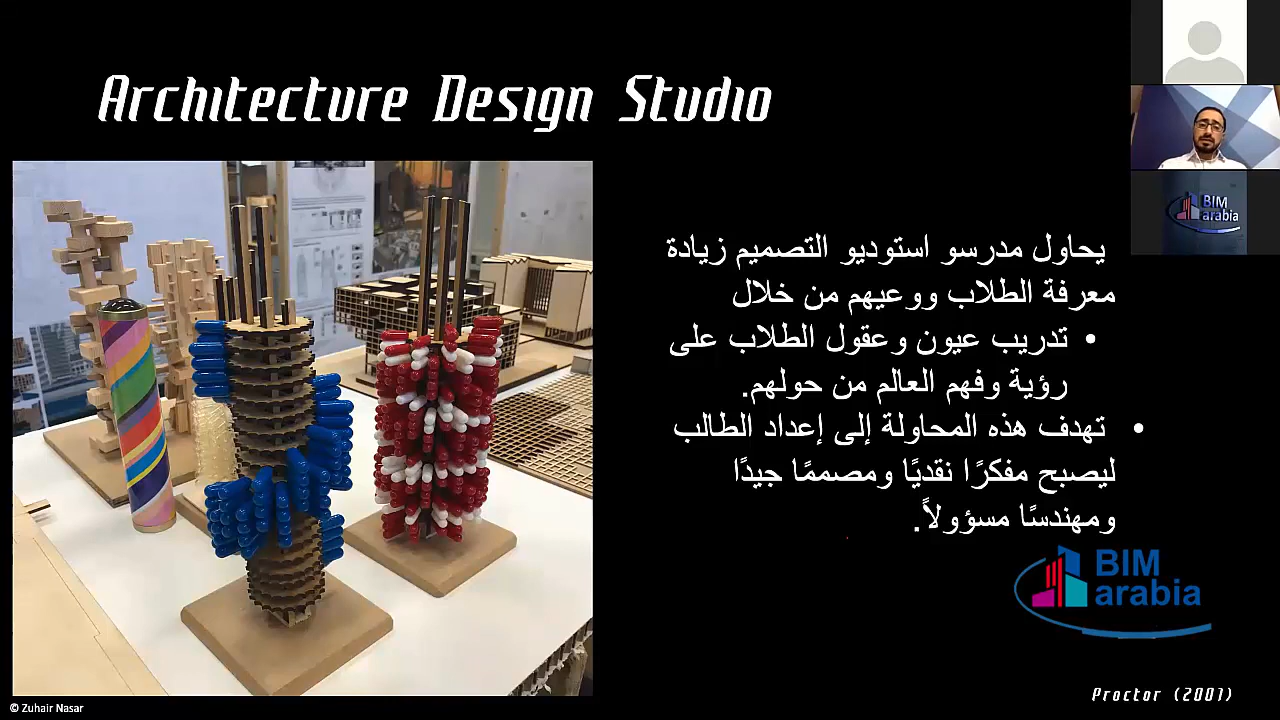 Architecture Design Studio
يحاول مدرسو استوديو التصميم زيادة
معرفة الطلاب ووعيهم من خلال
• تدريب عيون وعقول الطلاب على
رؤية وفهم العالم من حولهم.
• تهدف هذه المحاولة إلى إعداد الطالب
ليصبح مفكرًا نقديًا ومصممًا جيدًا
ومهندسًا مسؤولاً.
BIM
arabia
BIM
arabia
Proctor (2001)
© Zuhair Nasar